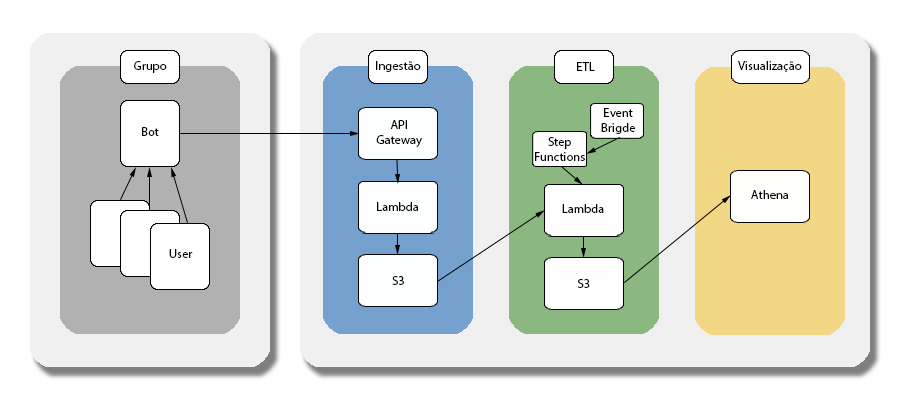 Grupo
Bot
User
Ingestão
API
Gateway
Lambda
S3
ETL
Event
Brigde
Step
Functions
Lambda
S3
Visualização
Athena